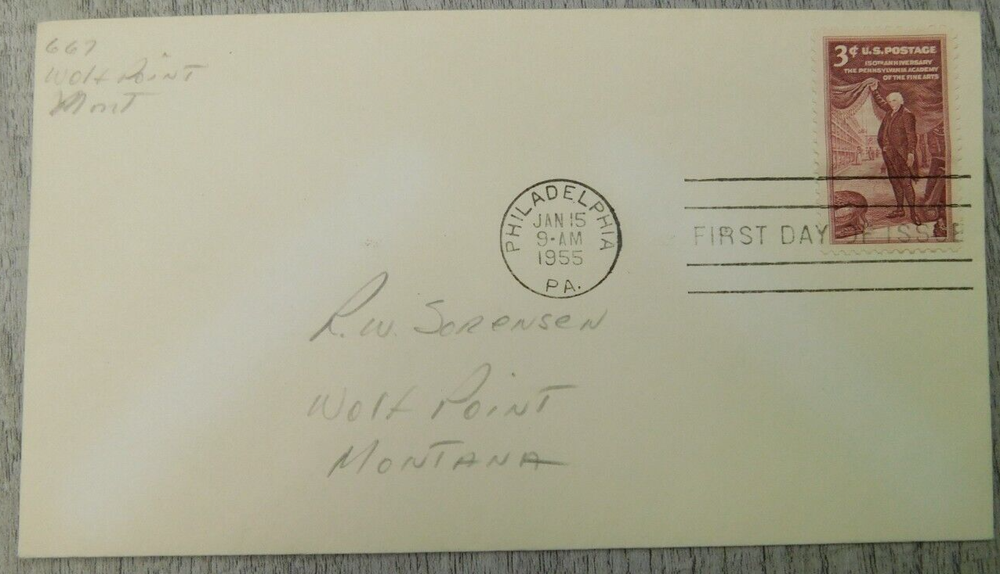 667
Wolf Point
Mont
3¢ U.S. POSTAGE
150TH ANNIVERSARY
THE PENNSYLVANIA ACADEMY
OF THE FINE ARTS
PHILADELPHIA
JAN 15
9-AM
1955
PA.
FIRST DAY OF ISSUE
R.W. SORENSEN
Wolf Point
MONTANA